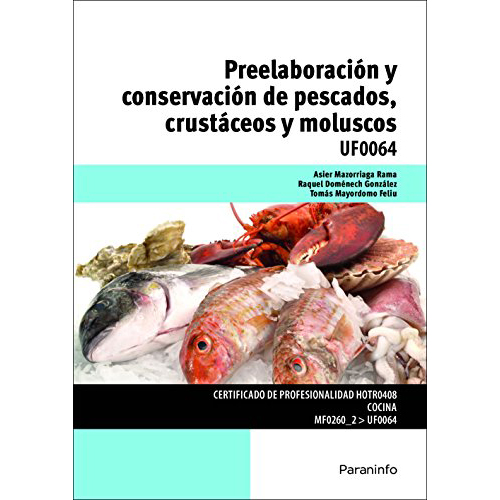 Preelaboración y
conservación de pescados,
crustáceos y moluscos
UF0064
Asier Mazorriaga Rama
Raquel Doménech González
Tomás Mayordomo Feliu
CERTIFICADO DE PROFESIONALIDAD HOTR0408
COCINA
MF0260_2 > UF0064
Paraninfo